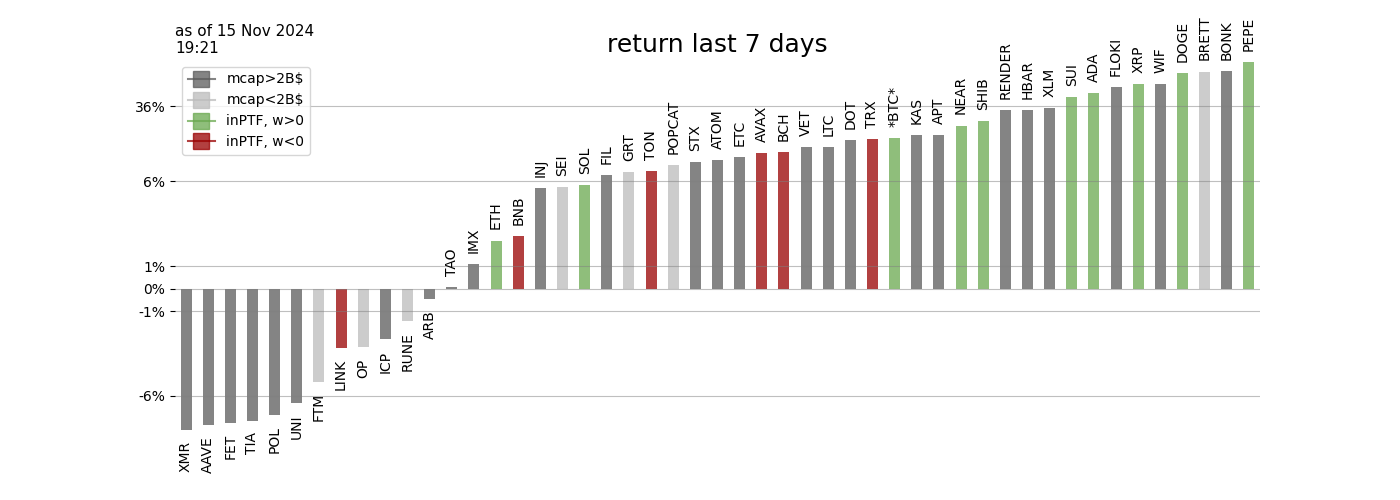 as of 15 Nov 2024
19:21
return last 7 days
mcap>2B$
mcap<2B$
inPTF, w>0
inPTF, w<0
36%
6%
1%
0%
-1%
-6%
XMR
AAVE
FET
TIA
POL
UNI
FTM
LINK
OP
ICP
RUNE
ARB
TAO
IMX
ETH
BNB
INJ
SEI
SOL
FIL
GRT
TON
POPCAT
STX
ATOM
ETC
AVAX
BCH
VET
LTC
DOT
TRX
*BTC*
KAS
APT
NEAR
SHIB
RENDER
HBAR
XLM
SUI
ADA
FLOKI
XRP
WIF
DOGE
BRETT
BONK
PEPE